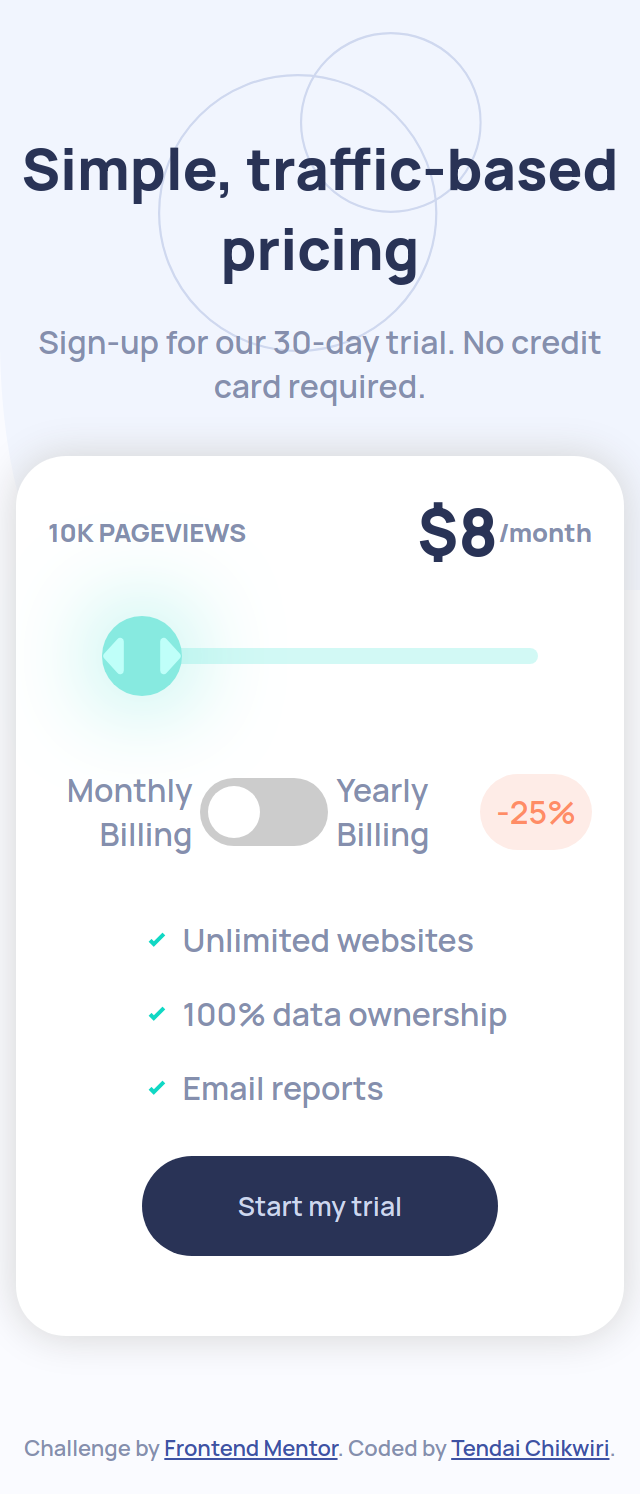 Simple, traffic-based
pricing
Sign-up for our 30-day trial. No credit
card required.
10K PAGEVIEWS
$8/month
Monthly
Billing
Yearly
Billing
-25%
Unlimited websites
100% data ownership
Email reports
Start my trial
Challenge by Frontend Mentor. Coded by Tendai Chikwiri.